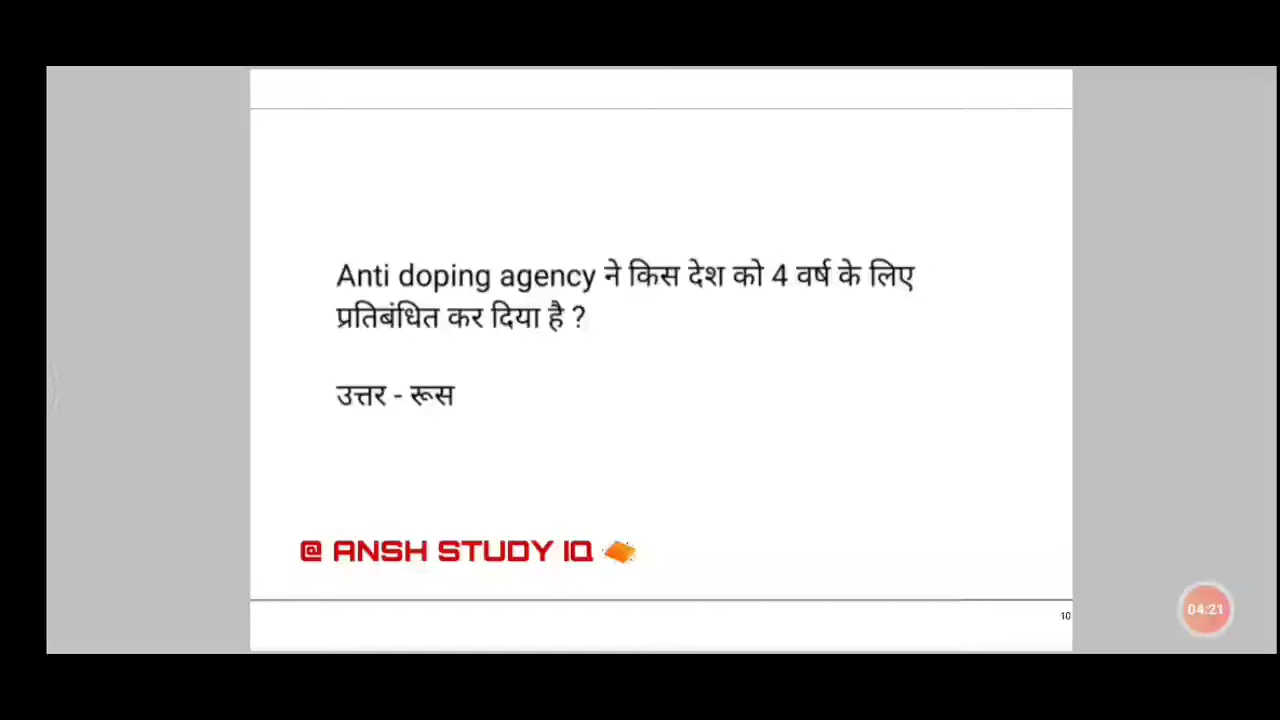 Anti doping agency ने किस देश को 4 वर्ष के लिए
प्रतिबंधित कर दिया है ?
उत्तर - रूस
@ ANSH STUDY IQ
10
04:21